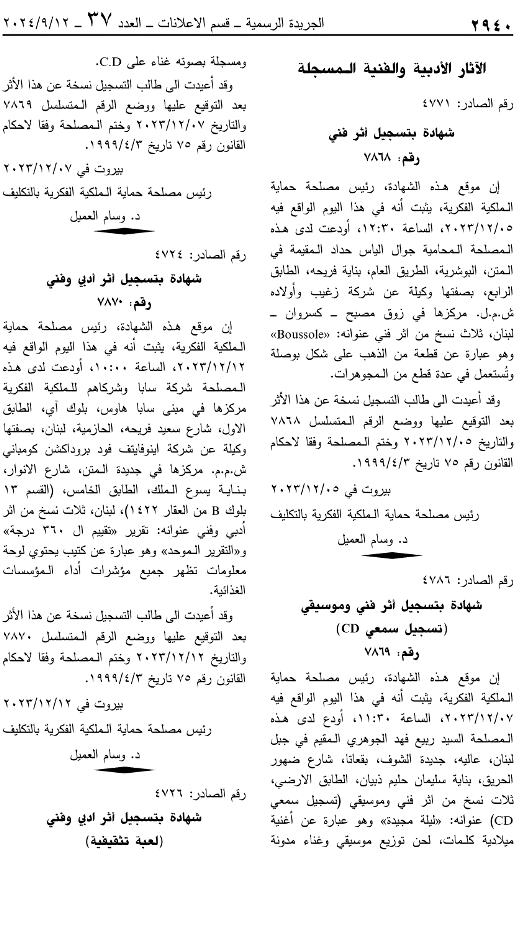 ٢٩٤٠
الجريدة الرسمية ــ قسم الاعلانات ــ العدد ٣٧ ــ ٢٠٢٤/٩/١٢
الآثار الأدبية والفنية المسجلة
رقم الصادر: ٤٧٧١
شهادة بتسجيل أثر فني
رقم: ٧٨٦٨
إن موقع هذه الشهادة، رئيس مصلحة حماية
الملكية الفكرية، يثبت أنه في هذا اليوم الواقع فيه
٢٠٢٣/١٢/٠٥، الساعة ١٢:٣٠، أودعت لدى هذه
المصلحة المحامية جوال الياس حداد المقيمة في
المتن، البوشرية، الطريق العام، بناية فريحه، الطابق
الرابع، بصفتها وكيلة عن شركة زغيب وأولاده
ش.م.ل. مركزها في زوق مصبح ــ كسروان ــ
لبنان، ثلاث نسخ من اثر فني عنوانه: «Boussole»
وهو عبارة عن قطعة من الذهب على شكل بوصلة
وتُستعمل في عدة قطع من المجوهرات.
وقد أعيدت الى طالب التسجيل نسخة عن هذا الأثر
بعد التوقيع عليها ووضع الرقم المتسلسل ٧٨٦٨
والتاريخ ٢٠٢٣/١٢/٠٥ وختم المصلحة وفقا لاحكام
القانون رقم ٧٥ تاريخ ١٩٩٩/٤/٣.
بيروت في ٢٠٢٣/١٢/٠٥
رئيس مصلحة حماية الملكية الفكرية بالتكليف
د. وسام العميل
رقم الصادر: ٤٧٨٦
شهادة بتسجيل أثر فني وموسيقي
(تسجيل سمعي CD)
رقم: ٧٨٦٩
إن موقع هذه الشهادة، رئيس مصلحة حماية
الملكية الفكرية، يثبت أنه في هذا اليوم الواقع فيه
٢٠٢٣/١٢/٠٧، الساعة ١١:٣٠، أودع لدى هذه
المصلحة السيد ربيع فهد الجوهري المقيم في جبل
لبنان، عاليه، جديدة الشوف، بقعاتا، شارع ضهور
الحريق، بناية سليمان حليم ذبيان، الطابق الارضي،
ثلاث نسخ من اثر فني وموسيقي (تسجيل سمعي
CD) عنوانه: «ليلة مجيدة» وهو عبارة عن أغنية
ميلادية كلمات، لحن توزيع موسيقي وغناء مدونة
ومسجلة بصوته غناء على C.D.
وقد أعيدت الى طالب التسجيل نسخة عن هذا الأثر
بعد التوقيع عليها ووضع الرقم المتسلسل ٧٨٦٩
والتاريخ ٢٠٢٣/١٢/٠٧ وختم المصلحة وفقا لاحكام
القانون رقم ٧٥ تاريخ ١٩٩٩/٤/٣.
بيروت في ٢٠٢٣/١٢/٠٧
رئيس مصلحة حماية الملكية الفكرية بالتكليف
د. وسام العميل
رقم الصادر: ٤٧٢٤
شهادة بتسجيل أثر أدبي وفني
رقم: ٧٨٧٠
إن موقع هذه الشهادة، رئيس مصلحة حماية
الملكية الفكرية، يثبت أنه في هذا اليوم الواقع فيه
٢٠٢٣/١٢/١٢، الساعة ١٠:٠٠، أودعت لدى هذه
المصلحة شركة سابا وشركاهم للملكية الفكرية
مركزها في مبنى سابا هاوس، بلوك آي، الطابق
الاول، شارع سعيد فريحه، الحازمية، لبنان، بصفتها
وكيلة عن شركة اينوفايتف فود بروداكشن كومباني
ش.م.م. مركزها في جديدة المتن، شارع الانوار،
بناية يسوع الملك، الطابق الخامس، (القسم ١٣
بلوك B من العقار ١٤٢٢)، لبنان، ثلاث نسخ من اثر
أدبي وفني عنوانه: تقرير «تقييم ال ٣٦٠ درجة»
و«التقرير الموحد» وهو عبارة عن كتيب يحتوي لوحة
معلومات تظهر جميع مؤشرات أداء المؤسسات
الغذائية.
وقد أعيدت الى طالب التسجيل نسخة عن هذا الأثر
بعد التوقيع عليها ووضع الرقم المتسلسل ٧٨٧٠
والتاريخ ٢٠٢٣/١٢/١٢ وختم المصلحة وفقا لاحكام
القانون رقم ٧٥ تاريخ ١٩٩٩/٤/٣.
بيروت في ٢٠٢٣/١٢/١٢
رئيس مصلحة حماية الملكية الفكرية بالتكليف
د. وسام العميل
رقم الصادر: ٤٧٢٦
شهادة بتسجيل أثر أدبي وفني
(لعبة تثقيفية)